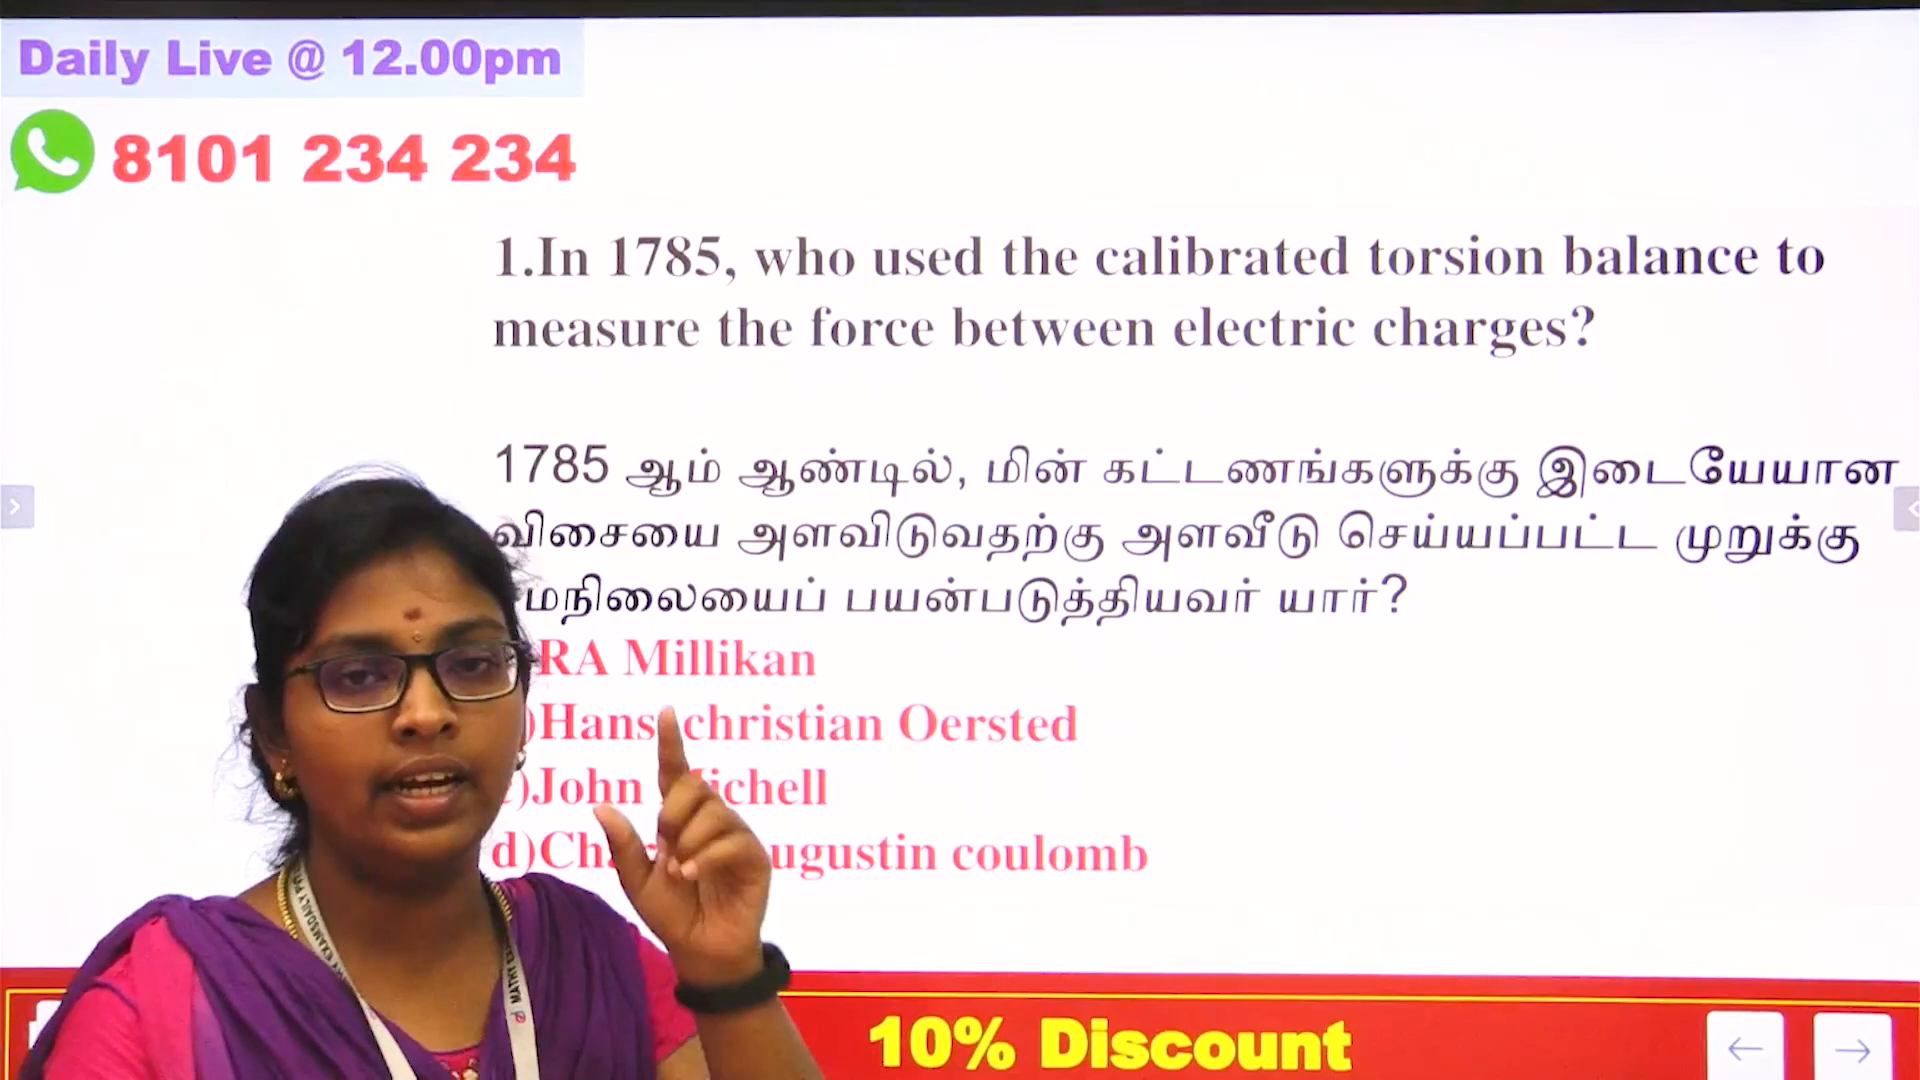 Daily Live @ 12.00pm
8101 234 234
1.In 1785, who used the calibrated torsion balance to
measure the force between electric charges?
1785 ஆம் ஆண்டில், மின் கட்டணங்களுக்கு இடையேயான
விசையை அளவிடுவதற்கு அளவீடு செய்யப்பட்ட முறுக்கு
மநிலையைப் பயன்படுத்தியவர் யார்?
RA Millikan
)Hans christian Oersted
)John ichell
d)Ch ugustin coulomb
10% Discount